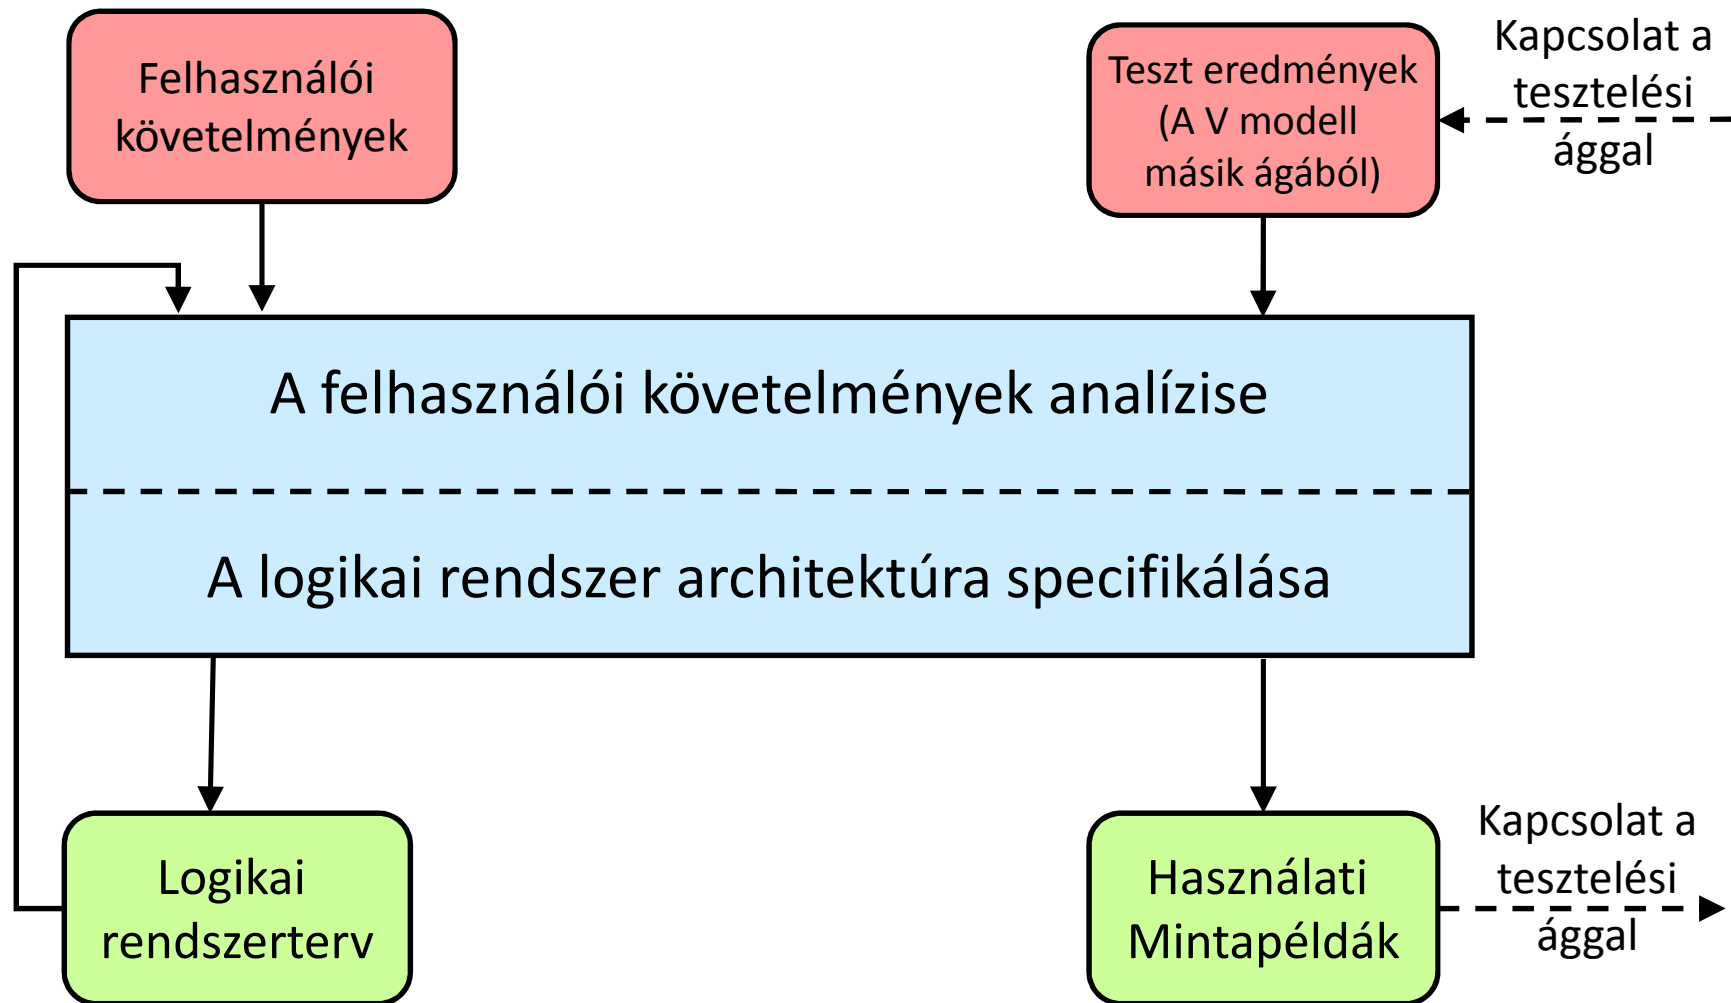 Felhasználói
követelmények
Teszt eredmények
(A V modell
másik ágából)
Kapcsolat a
tesztelési
ággal
A felhasználói követelmények analízise
A logikai rendszer architektúra specifikálása
Logikai
rendszerterv
Használati
Mintapéldák
Kapcsolat a
tesztelési
ággal